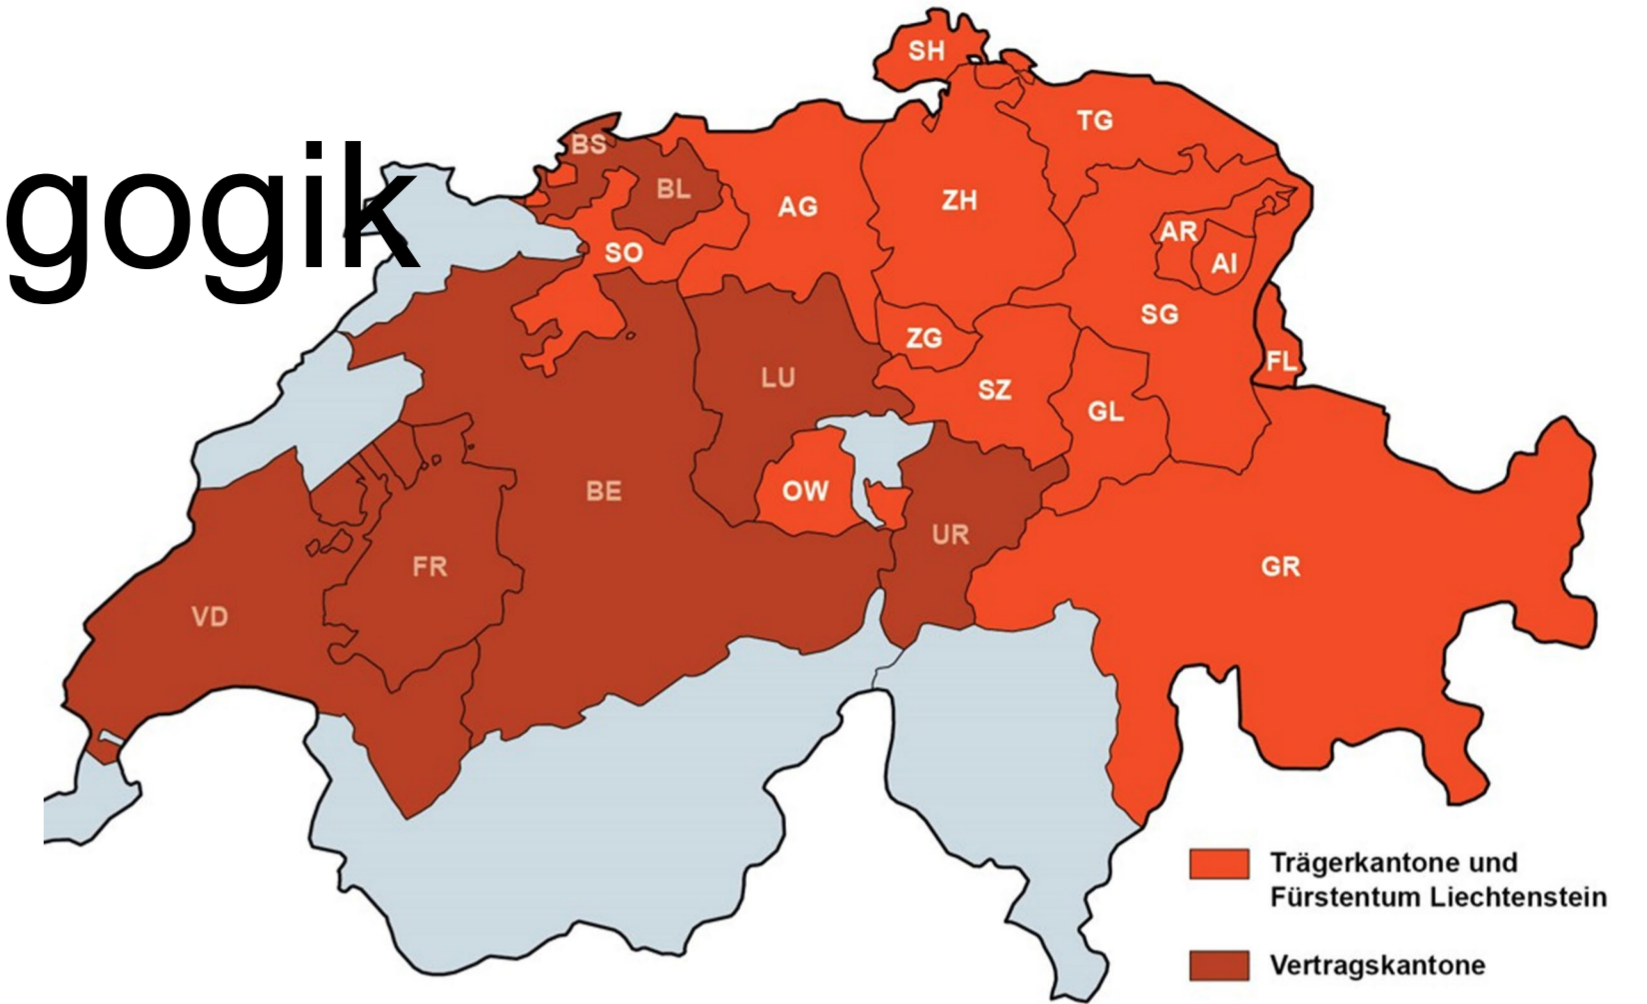 gogik
SH
TG
BS
BL
AG
ZH
AR
AI
SO
SG
ZG
FL
LU
SZ
GL
OW
BE
UR
FR
GR
VD
Trägerkantone und
Fürstentum Liechtenstein
Vertragskantone